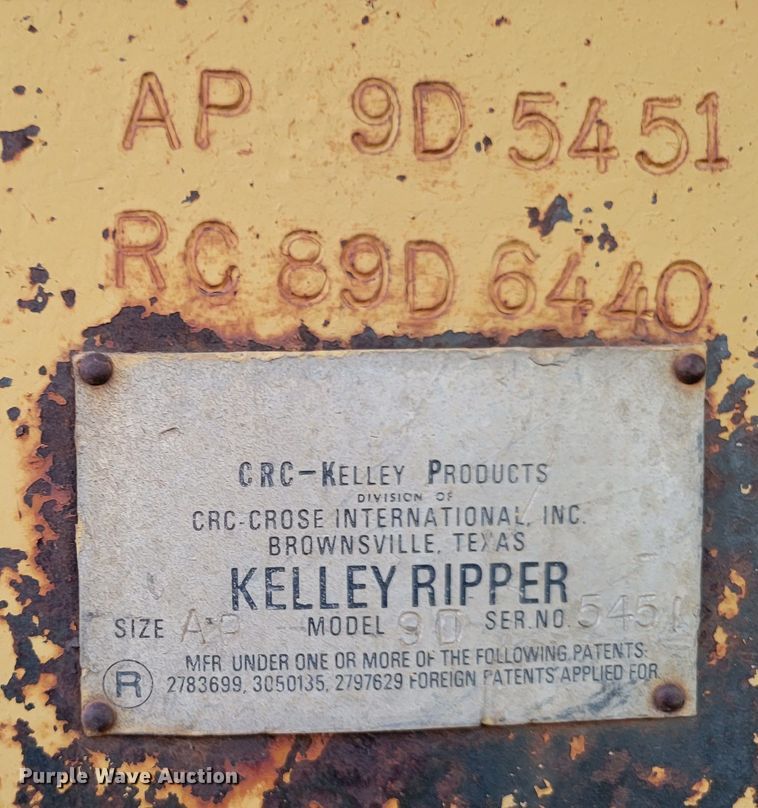 AP 9D 5451
RC 89D 6440
CRC-KELLEY PRODUCTS
DIVISION OF
CRC-CROSE INTERNATIONAL, INC.
BROWNSVILLE, TEXAS
KELLEY RIPPER
SIZE AP MODEL 9D SER.NO. 5451
MFR UNDER ONE OR MORE OF THE FOLLOWING PATENTS:
R 2783699, 3050135, 2797629 FOREIGN PATENTS APPLIED FOR
Purple Wave Auction